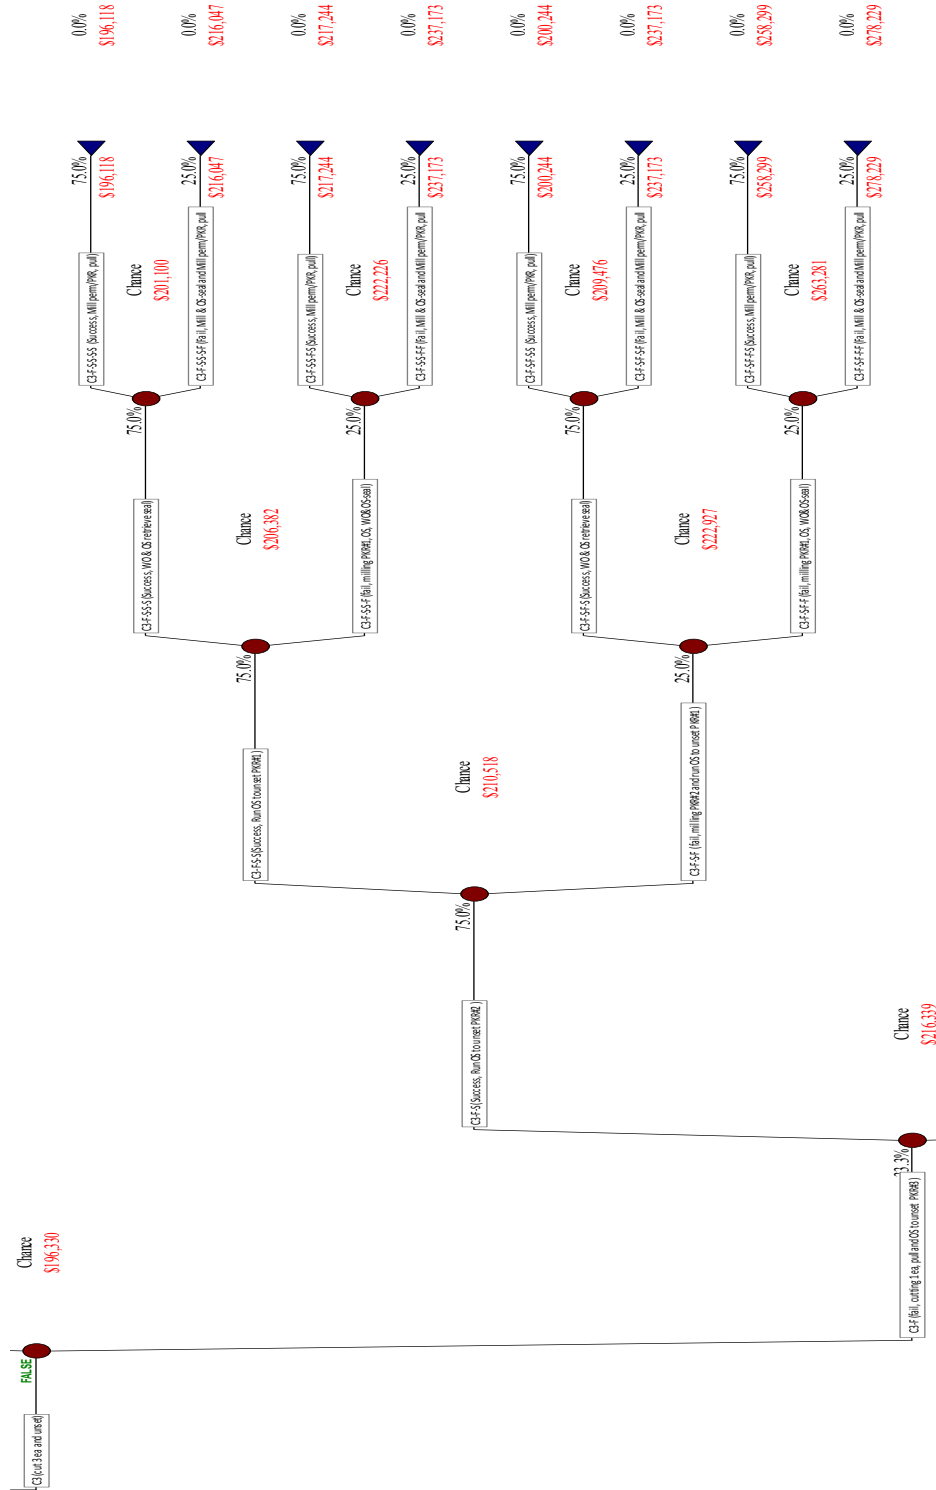 C3 (cut 3 ea and unset)
FALSE
Chance
$196,330
C3-F-S-S-S-S (Success, Mill perm/PKR, pull)
75.0%
$196,118
0.0%
$196,118
C3-F-S-S-S (Success, WO & OS retrieve seal)
75.0%
Chance
$201,100
C3-F-S-S-S-F (Fail, Mill & OS-seal and Mill perm/PKR, pull
25.0%
$216,047
0.0%
$216,047
C3-F-S-S (Success, Run OS to unset PKR#1)
75.0%
Chance
$206,382
C3-F-S-S-F-S (Success, Mill perm/PKR, pull)
75.0%
$217,244
0.0%
$217,244
C3-F-S-S-F (fail, milling PKR#1, OS, WO&OS-seal)
25.0%
Chance
$222,226
C3-F-S-S-F-F (Fail, Mill & OS-seal and Mill perm/PKR, pull
25.0%
$237,173
0.0%
$237,173
C3-F-S (Success, Run OS to unset PKR#2)
75.0%
Chance
$210,518
C3-F-S-F-S-S (Success, Mill perm/PKR, pull)
75.0%
$200,244
0.0%
$200,244
C3-F-S-F-S (Success, WO & OS retrieve seal)
75.0%
Chance
$209,476
C3-F-S-F-S-F (Fail, Mill & OS-seal and Mill perm/PKR, pull
25.0%
$237,173
0.0%
$237,173
C3-F-S-F (fail, milling PKR#2 and run OS to unset PKR#1)
25.0%
Chance
$222,927
C3-F-S-F-F-S (Success, Mill perm/PKR, pull)
75.0%
$258,299
0.0%
$258,299
C3-F-S-F-F (fail, milling PKR#1, OS, WO&OS-seal)
25.0%
Chance
$263,281
C3-F-S-F-F-F (Fail, Mill & OS-seal and Mill perm/PKR, pull
25.0%
$278,229
0.0%
$278,229
C3-F (fail, cutting 1 ea, pull and OS to unset PKR#3)
Chance
$216,339